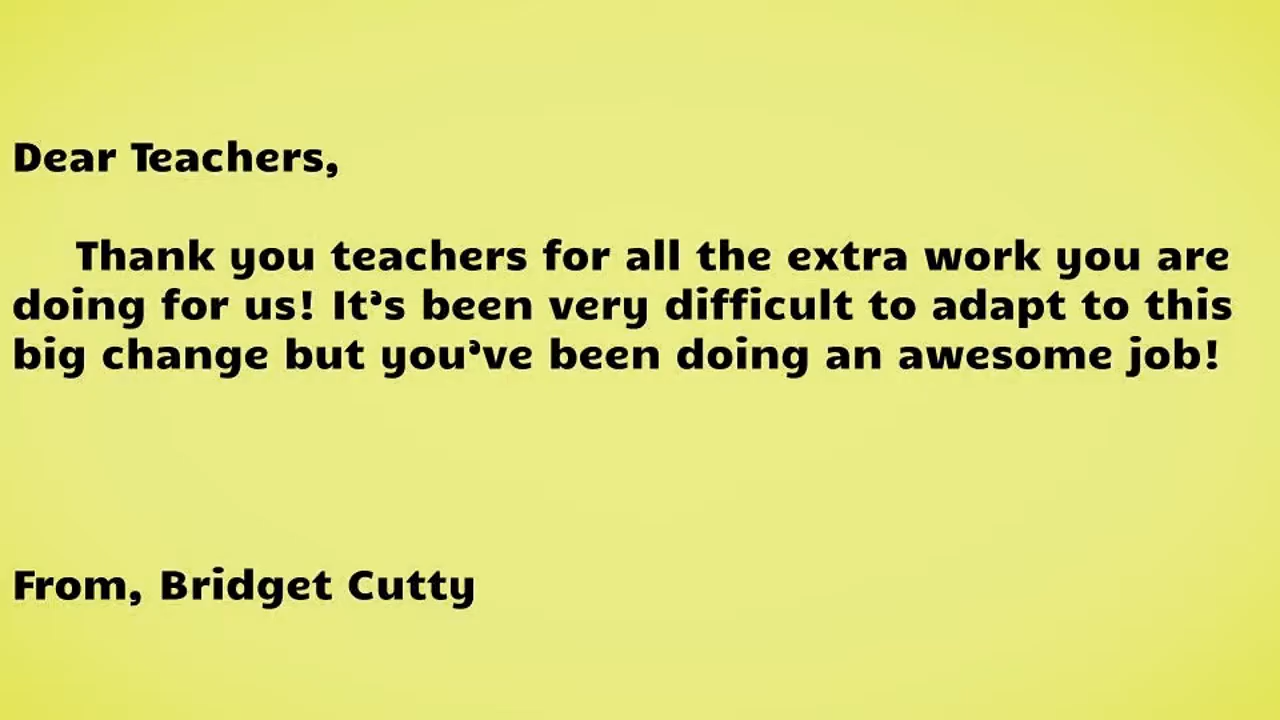 Dear Teachers,
Thank you teachers for all the extra work you are
doing for us! It’s been very difficult to adapt to this
big change but you’ve been doing an awesome job!
From, Bridget Cutty